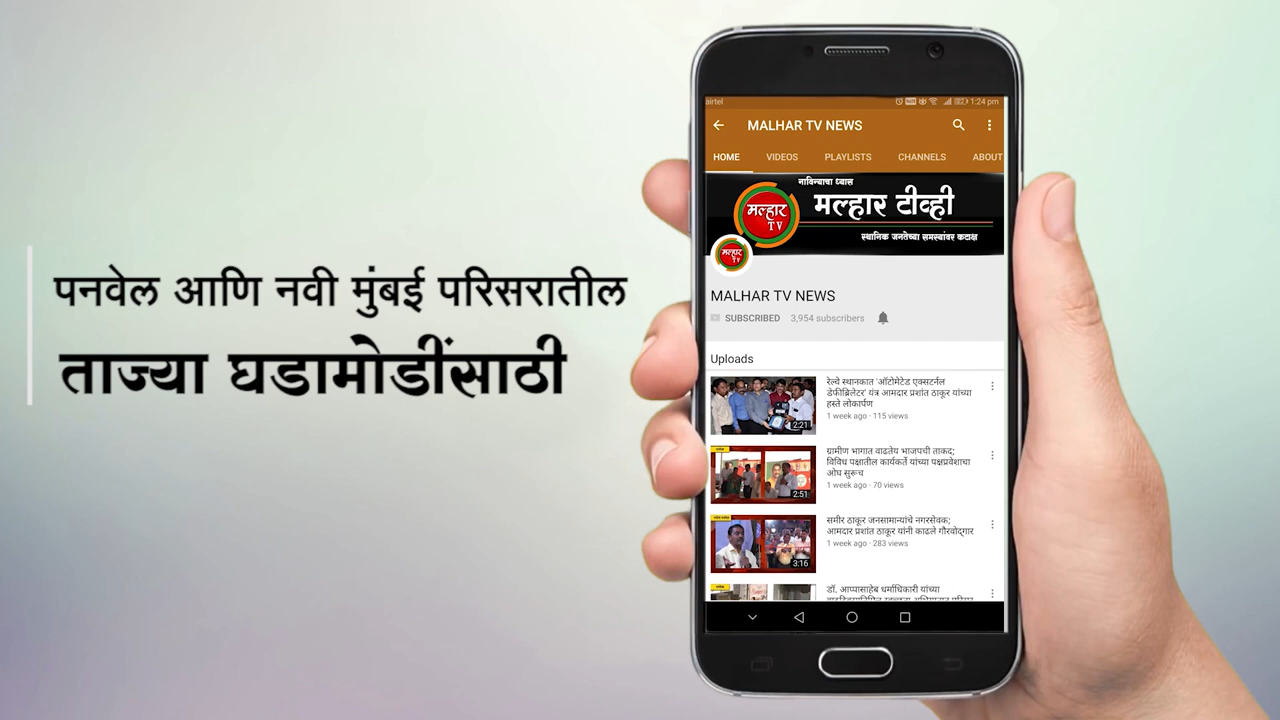 पनवेल आणि नवी मुंबई परिसरातील
ताज्या घडामोडींसाठी
airtel
1:24 pm
MALHAR TV NEWS
HOME VIDEOS PLAYLISTS CHANNELS ABOUT
नाविन्याचा ध्यास
मल्हार टीव्ही
मल्हार
TV
स्थानिक जनतेच्या समस्यांवर कटाक्ष
मल्हार
TV
MALHAR TV NEWS
SUBSCRIBED 3,954 subscribers
Uploads
रेल्वे स्थानकात 'ऑटोमेटेड एक्सटर्नल
डेफीब्रिलेटर' यंत्र आमदार प्रशांत ठाकूर यांच्या
हस्ते लोकार्पण
1 week ago · 115 views
2:21
ग्रामीण भागात वाढतेय भाजपची ताकद;
विविध पक्षातील कार्यकर्ते यांच्या पक्षप्रवेशाचा
ओघ सुरूच
1 week ago · 70 views
2:51
समीर ठाकूर जनसामान्यांचे नगरसेवक;
आमदार प्रशांत ठाकूर यांनी काढले गौरवोद्‌गार
1 week ago · 283 views
3:16
डॉ. आप्पासाहेब धर्माधिकारी यांच्या